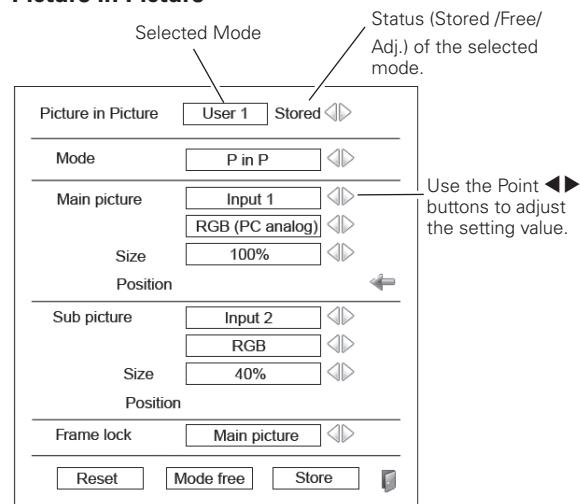 Picture in Picture
Selected Mode
Status (Stored /Free/
Adj.) of the selected
mode.
Picture in Picture User 1 Stored
Mode P in P
Main picture Input 1
RGB (PC analog)
Size 100%
Position
Use the Point ◀▶
buttons to adjust
the setting value.
Sub picture Input 2
RGB
Size 40%
Position
Frame lock Main picture
Reset Mode free Store